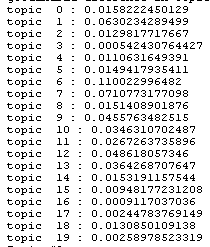 topic  0 : 0.0158222450129
topic  1 : 0.0630234289499
topic  2 : 0.0129817717667
topic  3 : 0.000542430764427
topic  4 : 0.0110631649391
topic  5 : 0.0149417935411
topic  6 : 0.110022996482
topic  7 : 0.0710773177098
topic  8 : 0.0151408901876
topic  9 : 0.0455763482515
topic  10 : 0.0346310702487
topic  11 : 0.0267263735896
topic  12 : 0.048618057346
topic  13 : 0.0364268707647
topic  14 : 0.0153191157544
topic  15 : 0.00948177231208
topic  16 : 0.0009117037036
topic  17 : 0.00244783769149
topic  18 : 0.0130850109138
topic  19 : 0.00258978523319